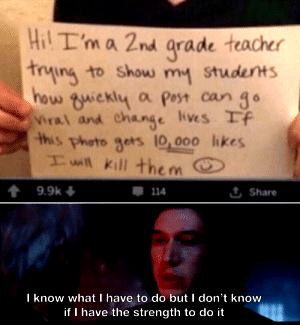 Hi! I'm a 2nd grade teacher
trying to show my students
how quickly a post can go
viral and change lives If
this photo gets 10,000 likes
I will kill them
9.9k
114
Share
I know what I have to do but I don't know
if I have the strength to do it